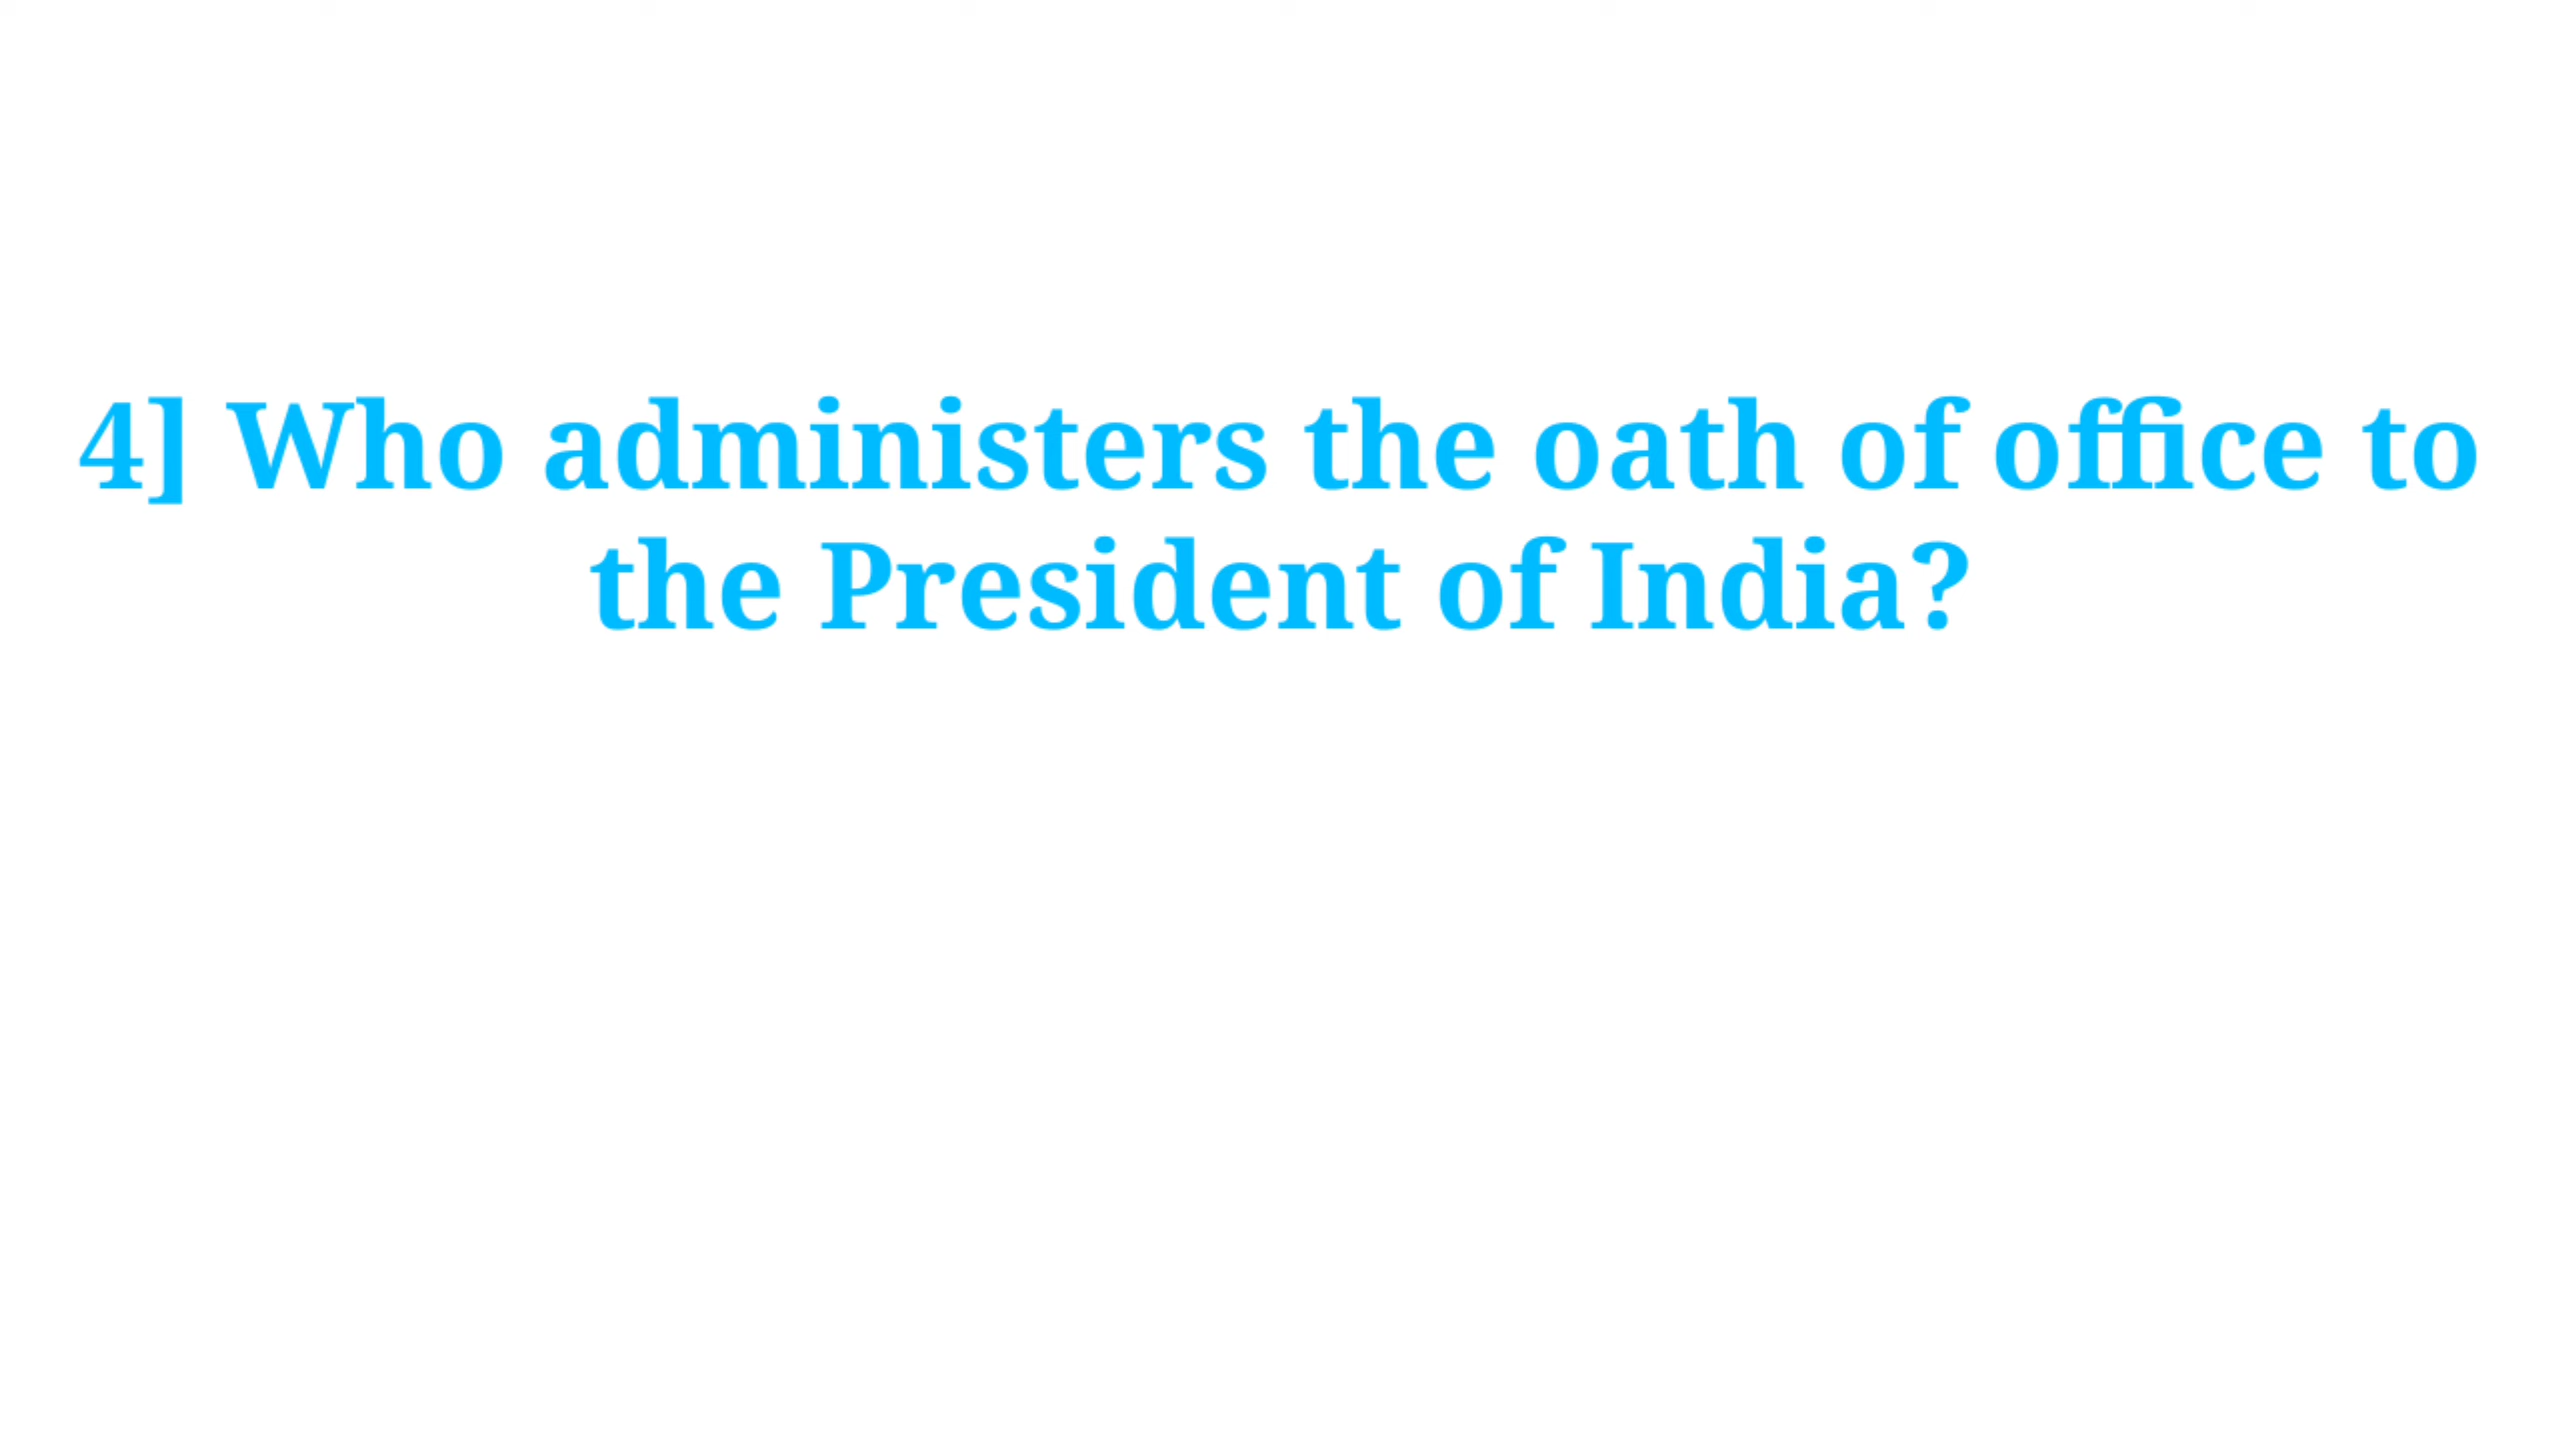 4] Who administers the oath of office to
the President of India?